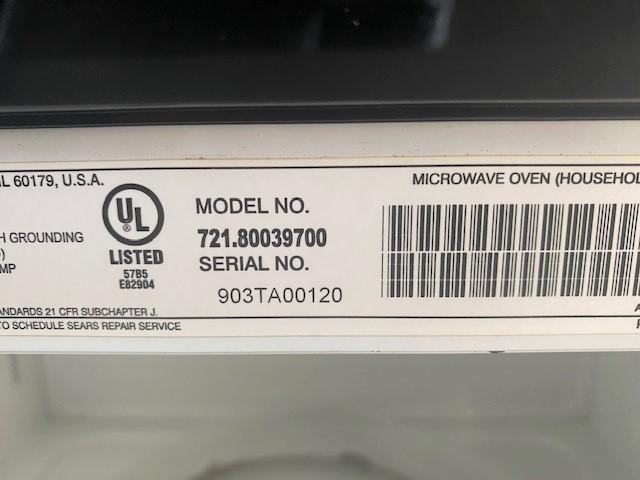 IL 60179, U.S.A.
MICROWAVE OVEN (HOUSEHOL
UL
MODEL NO.
H GROUNDING
721.80039700
LISTED
SERIAL NO.
MP
57B5
E82904
903TA00120
ANDARDS 21 CFR SUBCHAPTER J.
TO SCHEDULE SEARS REPAIR SERVICE